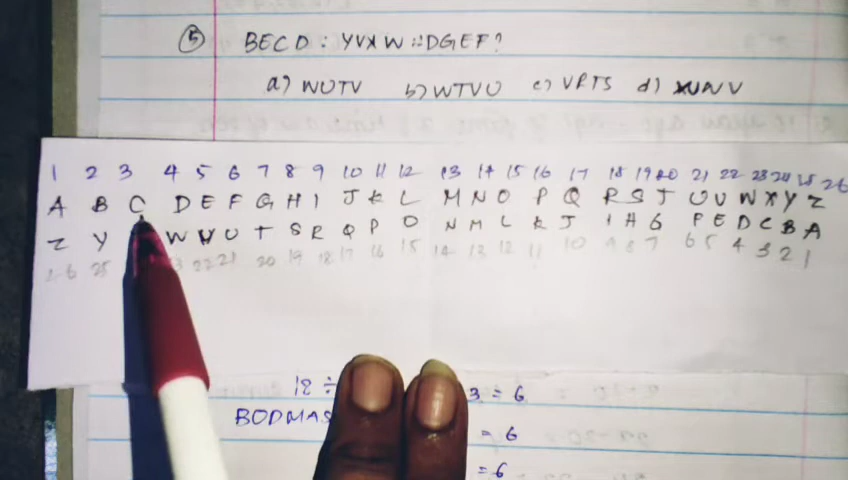 ⑤ BECD : YVXW :: DGEF?
a) WUTV b) WTVU c) VRTS d) XUWV
1 2 3 4 5 6 7 8 9 10 11 12 13 14 15 16 17 18 19 20 21 22 23 24 25 26
A B C D E F G H I J K L M N O P Q R S T U V W X Y Z
Z Y W V U T S R Q P O N M L K J I H G F E D C B A
26 25 22 21 20 19 18 17 16 15 14 13 12 11 10 9 8 7 6 5 4 3 2 1
18 ÷ 3 = 6
BODMAS = 6
= 6